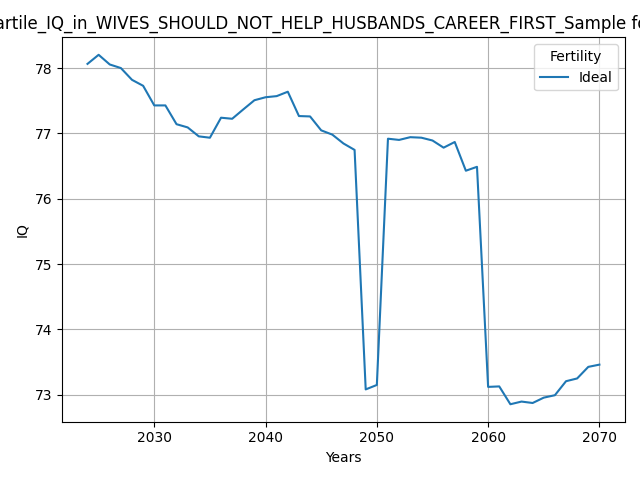 artile_IQ_in_WIVES_SHOULD_NOT_HELP_HUSBANDS_CAREER_FIRST_Sample fo
Fertility
Ideal
78
77
76
75
74
73
IQ
2030 2040 2050 2060 2070
Years